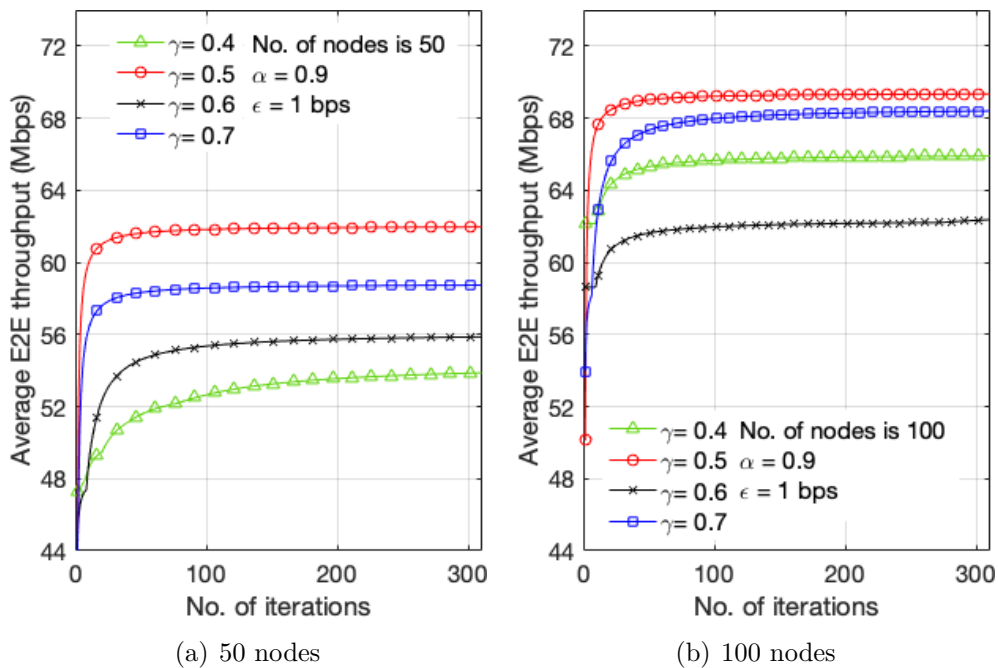 72
68
64
60
56
52
48
44
Average E2E throughput (Mbps)
γ= 0.4 No. of nodes is 50
γ= 0.5 α = 0.9
γ= 0.6 ϵ = 1 bps
γ= 0.7
0 100 200 300
No. of iterations
(a) 50 nodes
72
68
64
60
56
52
48
44
Average E2E throughput (Mbps)
γ= 0.4 No. of nodes is 100
γ= 0.5 α = 0.9
γ= 0.6 ϵ = 1 bps
γ= 0.7
0 100 200 300
No. of iterations
(b) 100 nodes